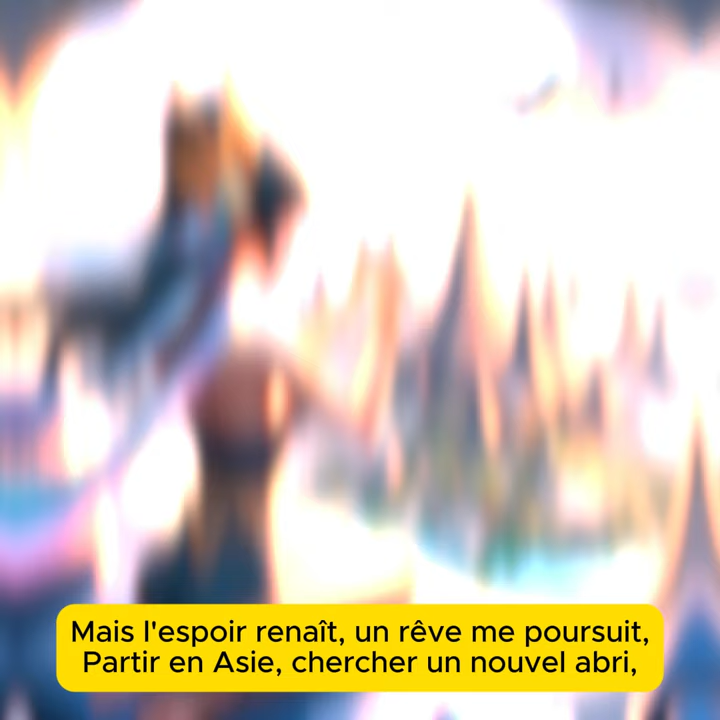 Mais l'espoir renaît, un rêve me poursuit,
Partir en Asie, chercher un nouvel abri,